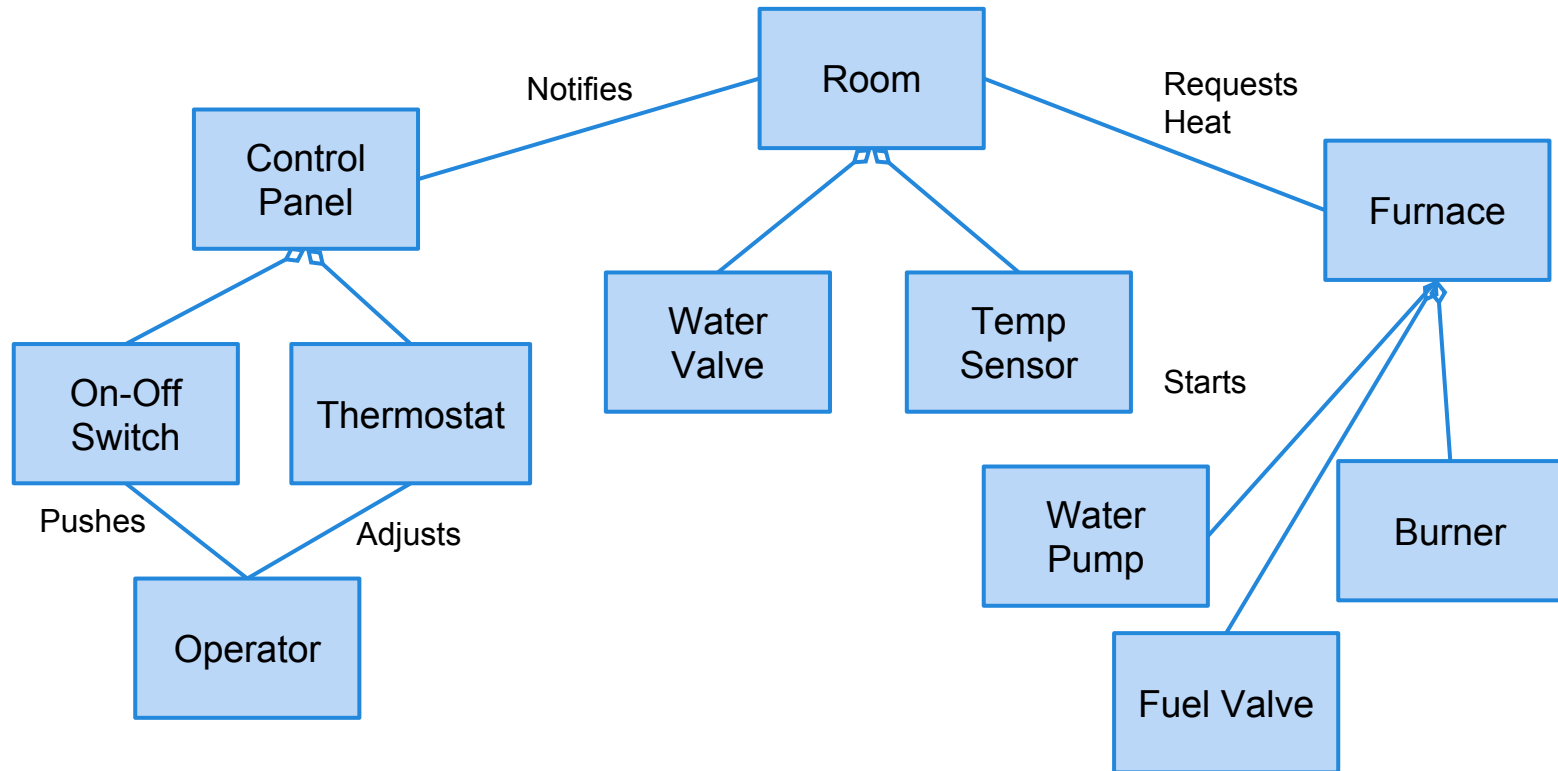 Room
Notifies
Requests
Heat
Control
Panel
Furnace
Water
Valve
Temp
Sensor
On-Off
Switch
Thermostat
Starts
Pushes
Adjusts
Water
Pump
Burner
Operator
Fuel Valve